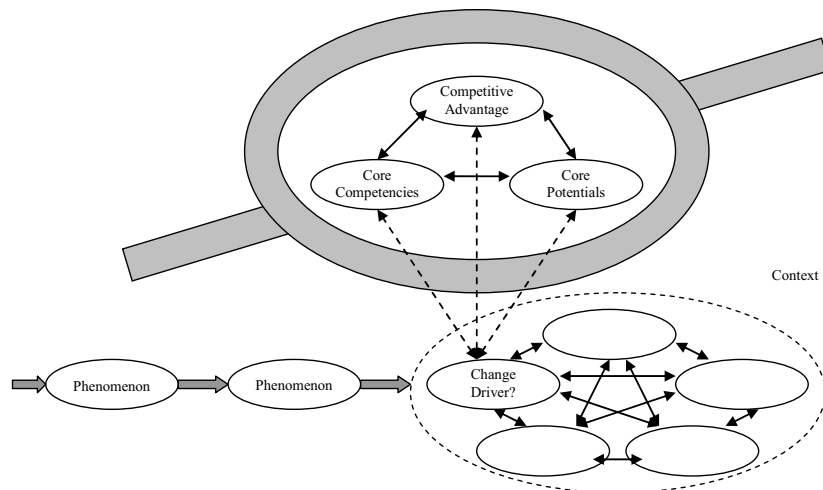 Competitive
Advantage
Core
Competencies
Core
Potentials
Context
Phenomenon
Phenomenon
Change
Driver?